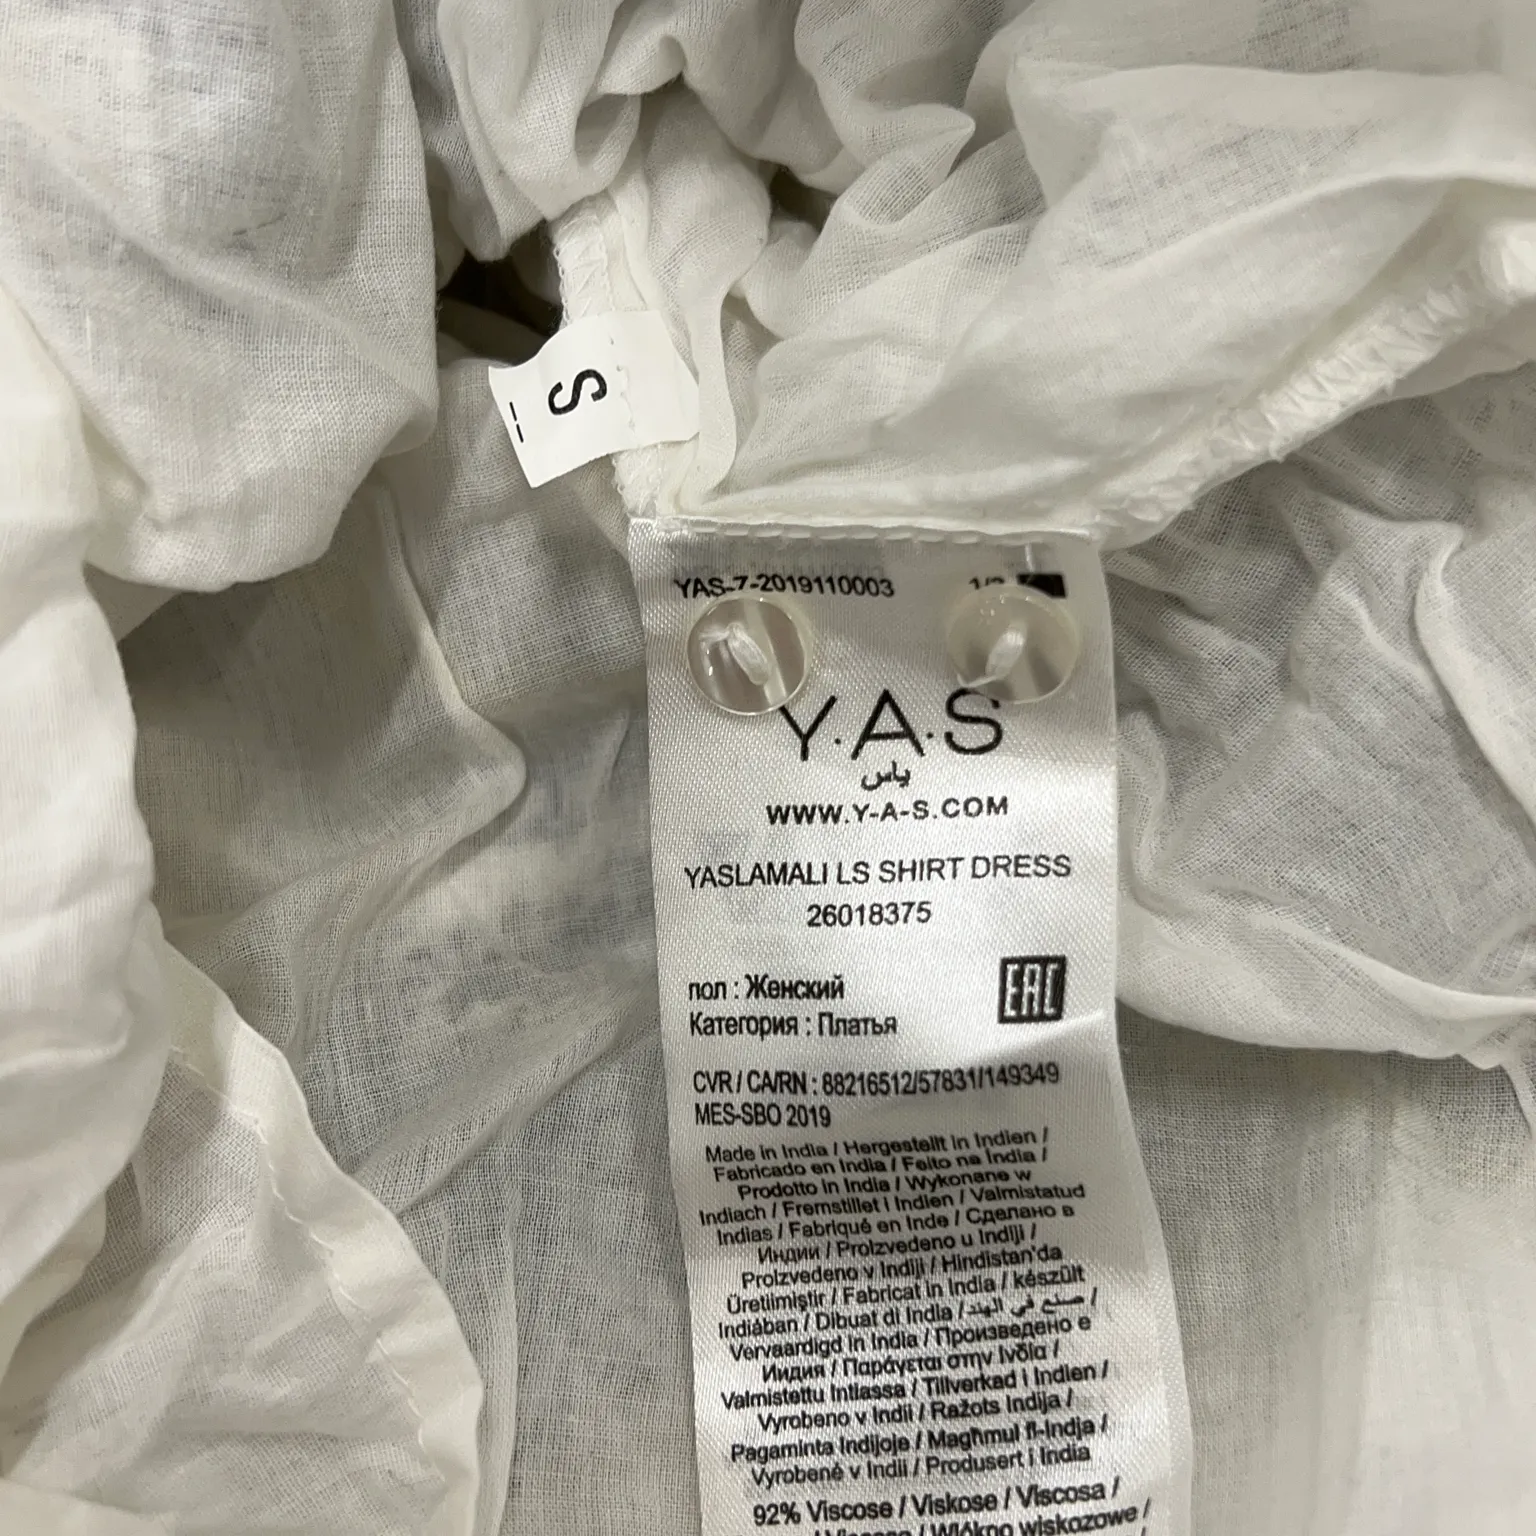 S
YAS-7-2019110003
Y.A.S
ياس
WWW.Y-A-S.COM
YASLAMALI LS SHIRT DRESS
26018375
пол : Женский
Категория : Платья
EAC
CVR / CA/RN : 88216512/57831/149349
MES-SBO 2019
Made in India / Hergestellt in Indien /
Fabricado en India / Feito na Índia /
Prodotto in India / Wykonane w
Indiach / Fremstillet i Indien / Valmistatud
Indias / Fabriqué en Inde / Сделано в
Индии / Proizvedeno u Indiji /
Proizvedeno v Indiji / Hindistan'da
Üretilmiştir / Fabricat in India / készült
Indiában / Dibuat di India / صنع في الهند /
Vervaardigd in India / Произведено е
Индия / Παράγεται στην Ινδία /
Valmistettu Intiassa / Tillverkad i Indien /
Vyrobeno v Indii / Ražots Indija /
Pagaminta Indijoje / Magħmul fl-Indja /
Vyrobené v Indii / Produsert i India
92% Viscose / Viskose / Viscosa /
/ Viscose / Włókno wiskozowe /